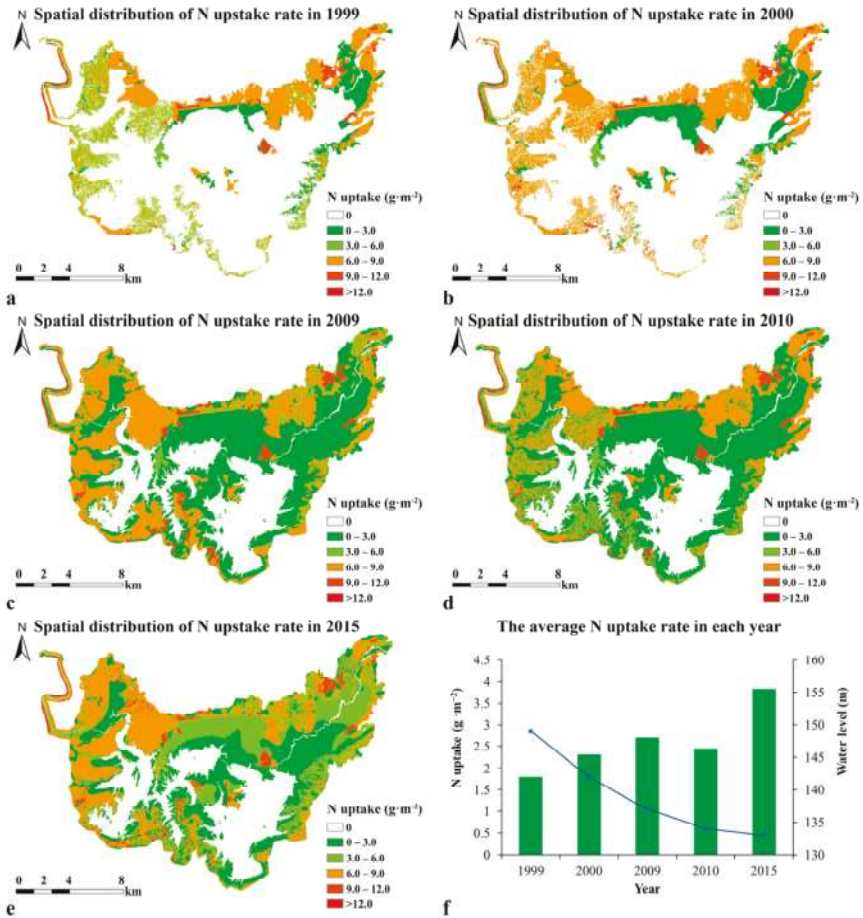 N Spatial distribution of N upstake rate in 1999
N uptake (g·m⁻²)
0
0 – 3.0
3.0 – 6.0
6.0 – 9.0
9.0 – 12.0
>12.0
0 2 4 8
km
a
N Spatial distribution of N upstake rate in 2000
N uptake (g·m⁻²)
0
0 – 3.0
3.0 – 6.0
6.0 – 9.0
9.0 – 12.0
>12.0
0 2 4 8
km
b
N Spatial distribution of N upstake rate in 2009
N uptake (g·m⁻²)
0
0 – 3.0
3.0 – 6.0
6.0 – 9.0
9.0 – 12.0
>12.0
0 2 4 8
km
c
N Spatial distribution of N upstake rate in 2010
N uptake (g·m⁻²)
0
0 – 3.0
3.0 – 6.0
6.0 – 9.0
9.0 – 12.0
>12.0
0 2 4 8
km
d
N Spatial distribution of N upstake rate in 2015
N uptake (g·m⁻²)
0
0 – 3.0
3.0 – 6.0
6.0 – 9.0
9.0 – 12.0
>12.0
0 2 4 8
km
e
The average N uptake rate in each year
N uptake (g ·m⁻²)
4.5
4
3.5
3
2.5
2
1.5
1
0.5
0
160
155
150
145
140
135
130
Water level (m)
1999 2000 2009 2010 2015
Year
f